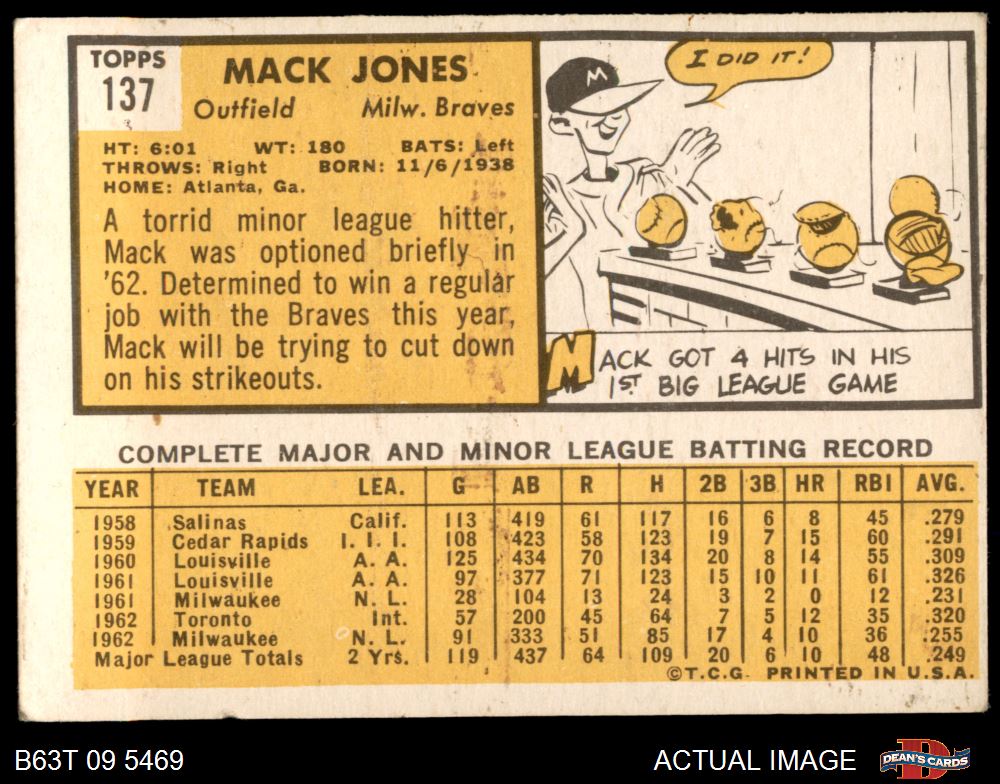 TOPPS
137
MACK JONES
Outfield Milw. Braves
HT: 6:01 WT: 180 BATS: Left
THROWS: Right BORN: 11/6/1938
HOME: Atlanta, Ga.
A torrid minor league hitter,
Mack was optioned briefly in
'62. Determined to win a regular
job with the Braves this year,
Mack will be trying to cut down
on his strikeouts.
I DID IT!
M
MACK GOT 4 HITS IN HIS
1ST BIG LEAGUE GAME
COMPLETE MAJOR AND MINOR LEAGUE BATTING RECORD
YEAR TEAM LEA. G AB R H 2B 3B HR RBI AVG.
1958 Salinas Calif. 113 419 61 117 16 6 8 45 .279
1959 Cedar Rapids I. I. I. 108 423 58 123 19 7 15 60 .291
1960 Louisville A. A. 125 434 70 134 20 8 14 55 .309
1961 Louisville A. A. 97 377 71 123 15 10 11 61 .326
1961 Milwaukee N. L. 28 104 13 24 3 2 0 12 .231
1962 Toronto Int. 57 200 45 64 7 5 12 35 .320
1962 Milwaukee N. L. 91 333 51 85 17 4 10 36 .255
Major League Totals 2 Yrs. 119 437 64 109 20 6 10 48 .249
©T.C.G. PRINTED IN U.S.A.
B63T 09 5469 ACTUAL IMAGE DEAN'S CARDS